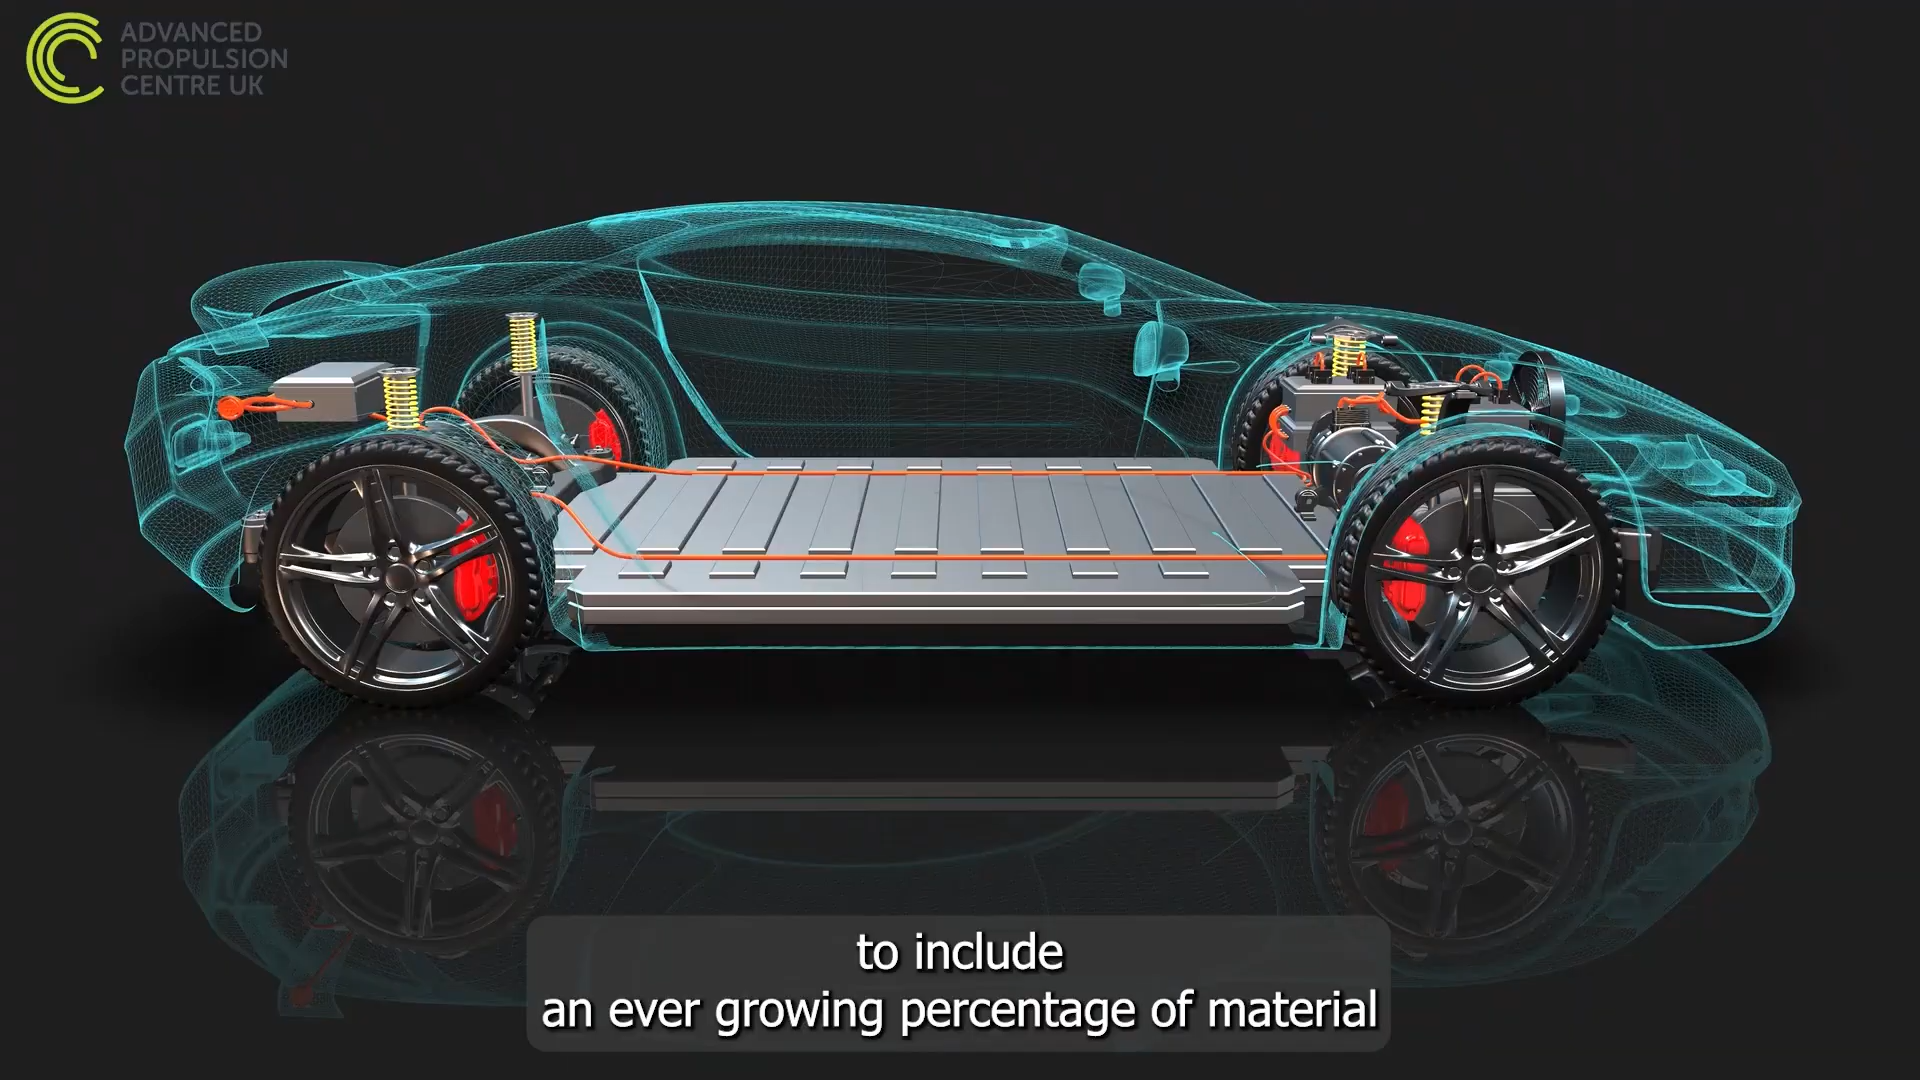 ADVANCED
PROPULSION
CENTRE UK
to include
an ever growing percentage of material